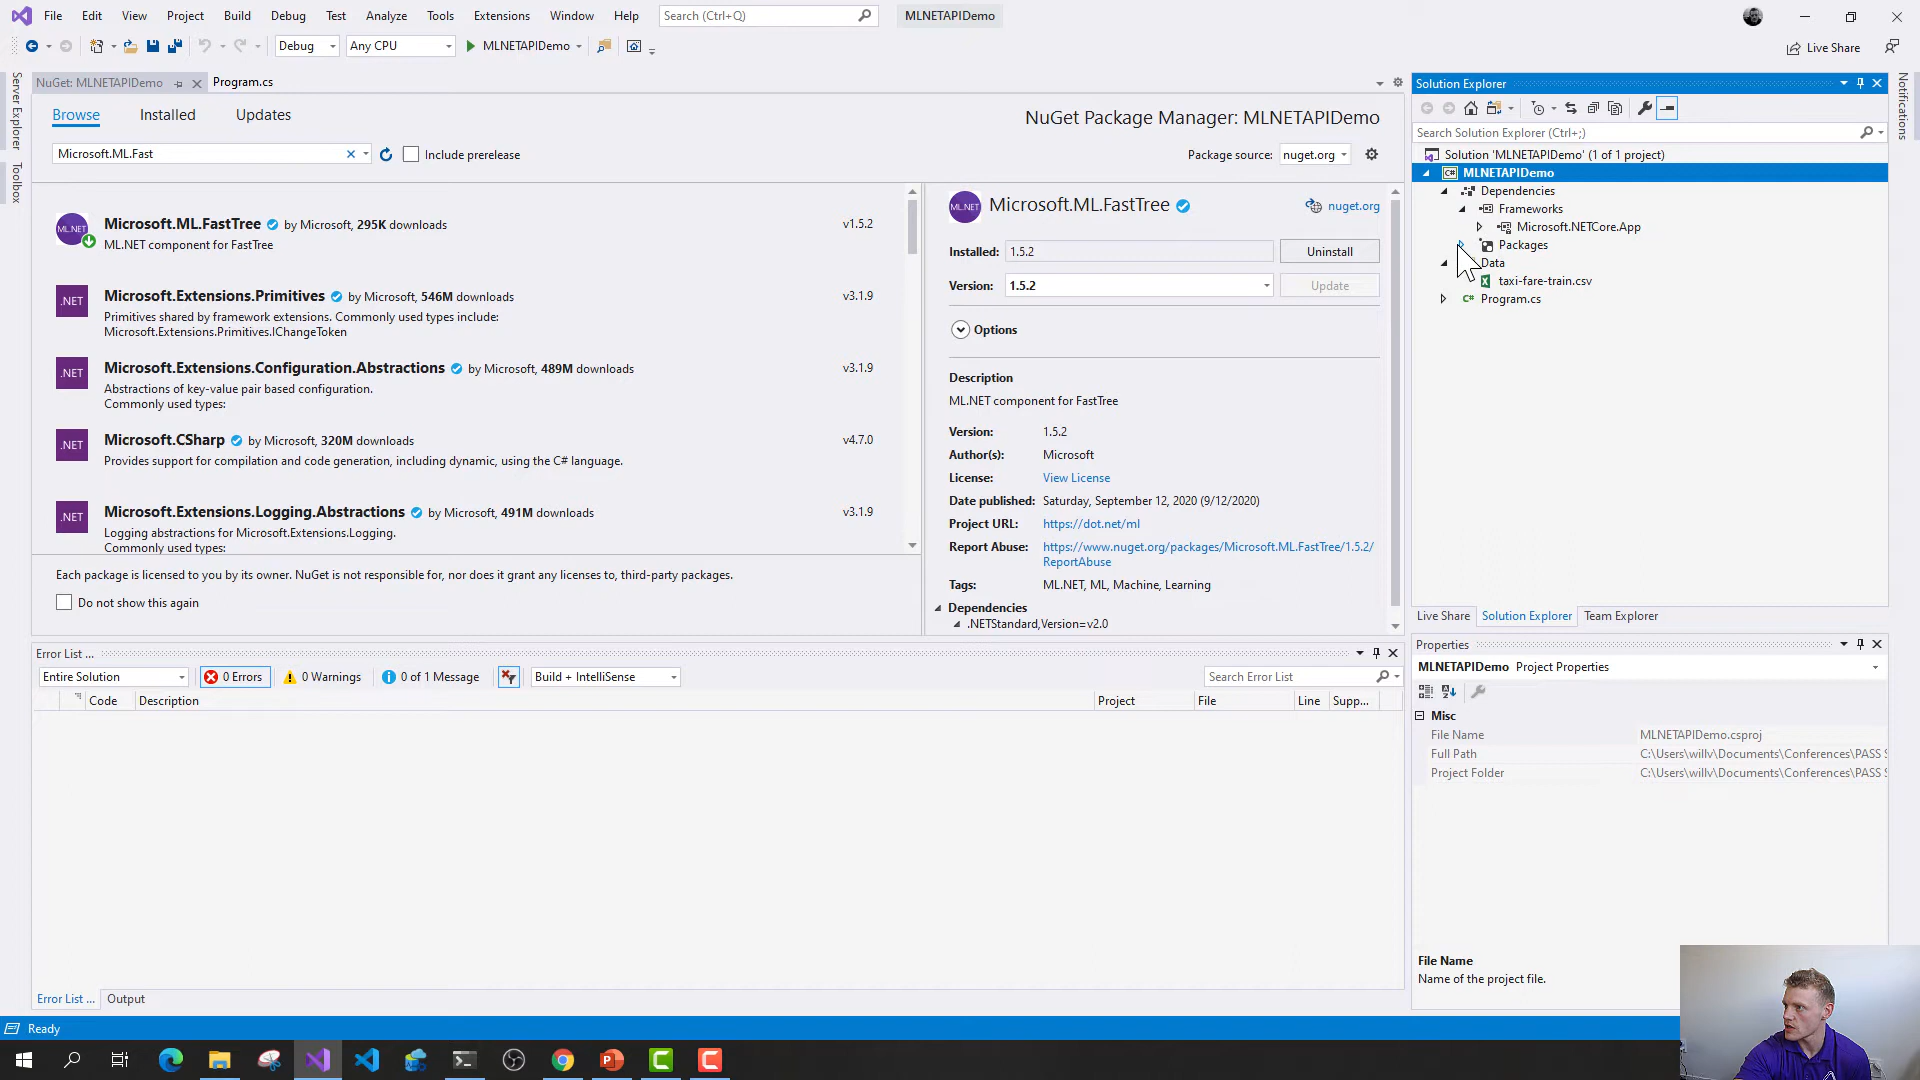 File Edit View Project Build Debug Test Analyze Tools Extensions Window Help Search (Ctrl+Q) MLNETAPIDemo
Debug Any CPU MLNETAPIDemo Live Share
Server Explorer
Toolbox
NuGet: MLNETAPIDemo Program.cs
Browse Installed Updates NuGet Package Manager: MLNETAPIDemo
Microsoft.ML.Fast Include prerelease Package source: nuget.org
ML.NET Microsoft.ML.FastTree by Microsoft, 295K downloads v1.5.2
ML.NET component for FastTree
.NET Microsoft.Extensions.Primitives by Microsoft, 546M downloads v3.1.9
Primitives shared by framework extensions. Commonly used types include:
Microsoft.Extensions.Primitives.IChangeToken
.NET Microsoft.Extensions.Configuration.Abstractions by Microsoft, 489M downloads v3.1.9
Abstractions of key-value pair based configuration.
Commonly used types:
.NET Microsoft.CSharp by Microsoft, 320M downloads v4.7.0
Provides support for compilation and code generation, including dynamic, using the C# language.
.NET Microsoft.Extensions.Logging.Abstractions by Microsoft, 491M downloads v3.1.9
Logging abstractions for Microsoft.Extensions.Logging.
Commonly used types:
Each package is licensed to you by its owner. NuGet is not responsible for, nor does it grant any licenses to, third-party packages.
Do not show this again
ML.NET Microsoft.ML.FastTree nuget.org
Installed: 1.5.2 Uninstall
Version: 1.5.2 Update
Options
Description
ML.NET component for FastTree
Version: 1.5.2
Author(s): Microsoft
License: View License
Date published: Saturday, September 12, 2020 (9/12/2020)
Project URL: https://dot.net/ml
Report Abuse: https://www.nuget.org/packages/Microsoft.ML.FastTree/1.5.2/
ReportAbuse
Tags: ML.NET, ML, Machine, Learning
Dependencies
.NETStandard,Version=v2.0
Error List ...
Entire Solution 0 Errors 0 Warnings 0 of 1 Message Build + IntelliSense Search Error List
Code Description Project File Line Supp...
Error List ... Output
Ready
Solution Explorer
Search Solution Explorer (Ctrl+;)
Solution 'MLNETAPIDemo' (1 of 1 project)
C# MLNETAPIDemo
Dependencies
Frameworks
Microsoft.NETCore.App
Packages
Data
taxi-fare-train.csv
C# Program.cs
Live Share Solution Explorer Team Explorer
Properties
MLNETAPIDemo Project Properties
Misc
File Name MLNETAPIDemo.csproj
Full Path C:\Users\willv\Documents\Conferences\PASS S
Project Folder C:\Users\willv\Documents\Conferences\PASS S
File Name
Name of the project file.
Notifications